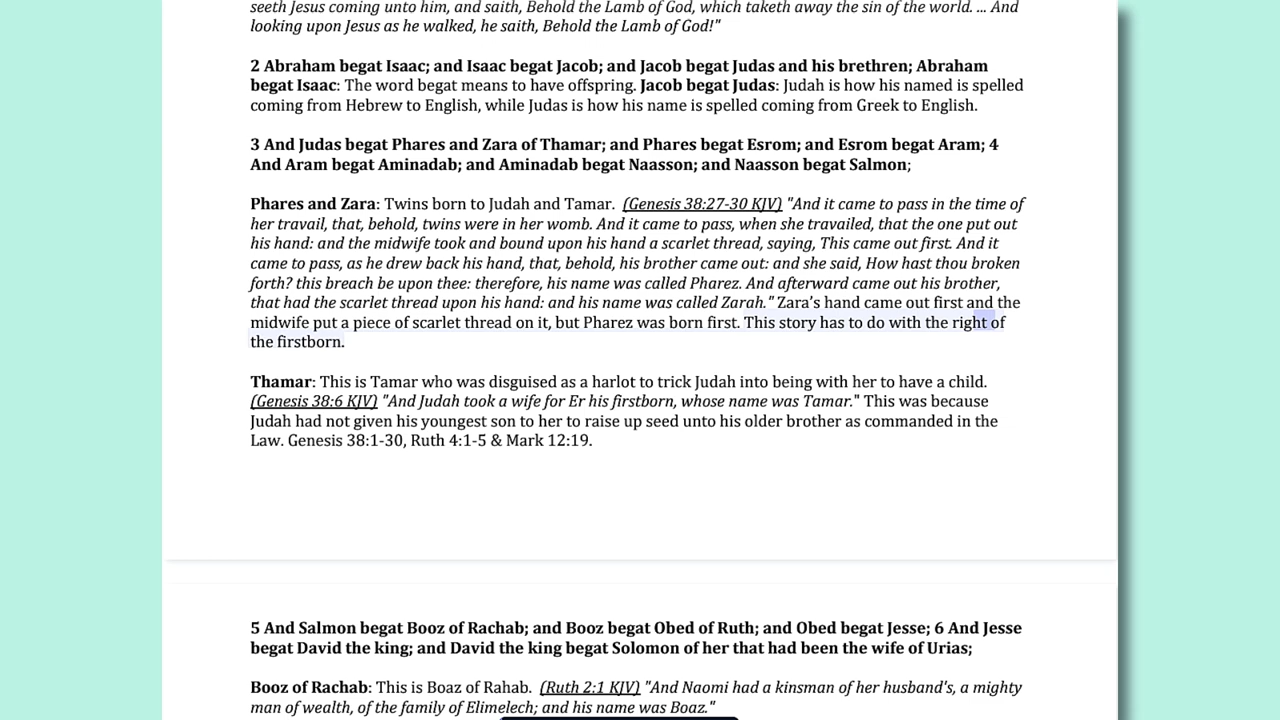 seeth Jesus coming unto him, and saith, Behold the Lamb of God, which taketh away the sin of the world. ... And
looking upon Jesus as he walked, he saith, Behold the Lamb of God!"
2 Abraham begat Isaac; and Isaac begat Jacob; and Jacob begat Judas and his brethren; Abraham
begat Isaac: The word begat means to have offspring. Jacob begat Judas: Judah is how his named is spelled
coming from Hebrew to English, while Judas is how his name is spelled coming from Greek to English.
3 And Judas begat Phares and Zara of Thamar; and Phares begat Esrom; and Esrom begat Aram; 4
And Aram begat Aminadab; and Aminadab begat Naasson; and Naasson begat Salmon;
Phares and Zara: Twins born to Judah and Tamar. (Genesis 38:27-30 KJV) "And it came to pass in the time of
her travail, that, behold, twins were in her womb. And it came to pass, when she travailed, that the one put out
his hand: and the midwife took and bound upon his hand a scarlet thread, saying, This came out first. And it
came to pass, as he drew back his hand, that, behold, his brother came out: and she said, How hast thou broken
forth? this breach be upon thee: therefore, his name was called Pharez. And afterward came out his brother,
that had the scarlet thread upon his hand: and his name was called Zarah." Zara's hand came out first and the
midwife put a piece of scarlet thread on it, but Pharez was born first. This story has to do with the right of
the firstborn.
Thamar: This is Tamar who was disguised as a harlot to trick Judah into being with her to have a child.
(Genesis 38:6 KJV) "And Judah took a wife for Er his firstborn, whose name was Tamar." This was because
Judah had not given his youngest son to her to raise up seed unto his older brother as commanded in the
Law. Genesis 38:1-30, Ruth 4:1-5 & Mark 12:19.
5 And Salmon begat Booz of Rachab; and Booz begat Obed of Ruth; and Obed begat Jesse; 6 And Jesse
begat David the king; and David the king begat Solomon of her that had been the wife of Urias;
Booz of Rachab: This is Boaz of Rahab. (Ruth 2:1 KJV) "And Naomi had a kinsman of her husband's, a mighty
man of wealth, of the family of Elimelech; and his name was Boaz."